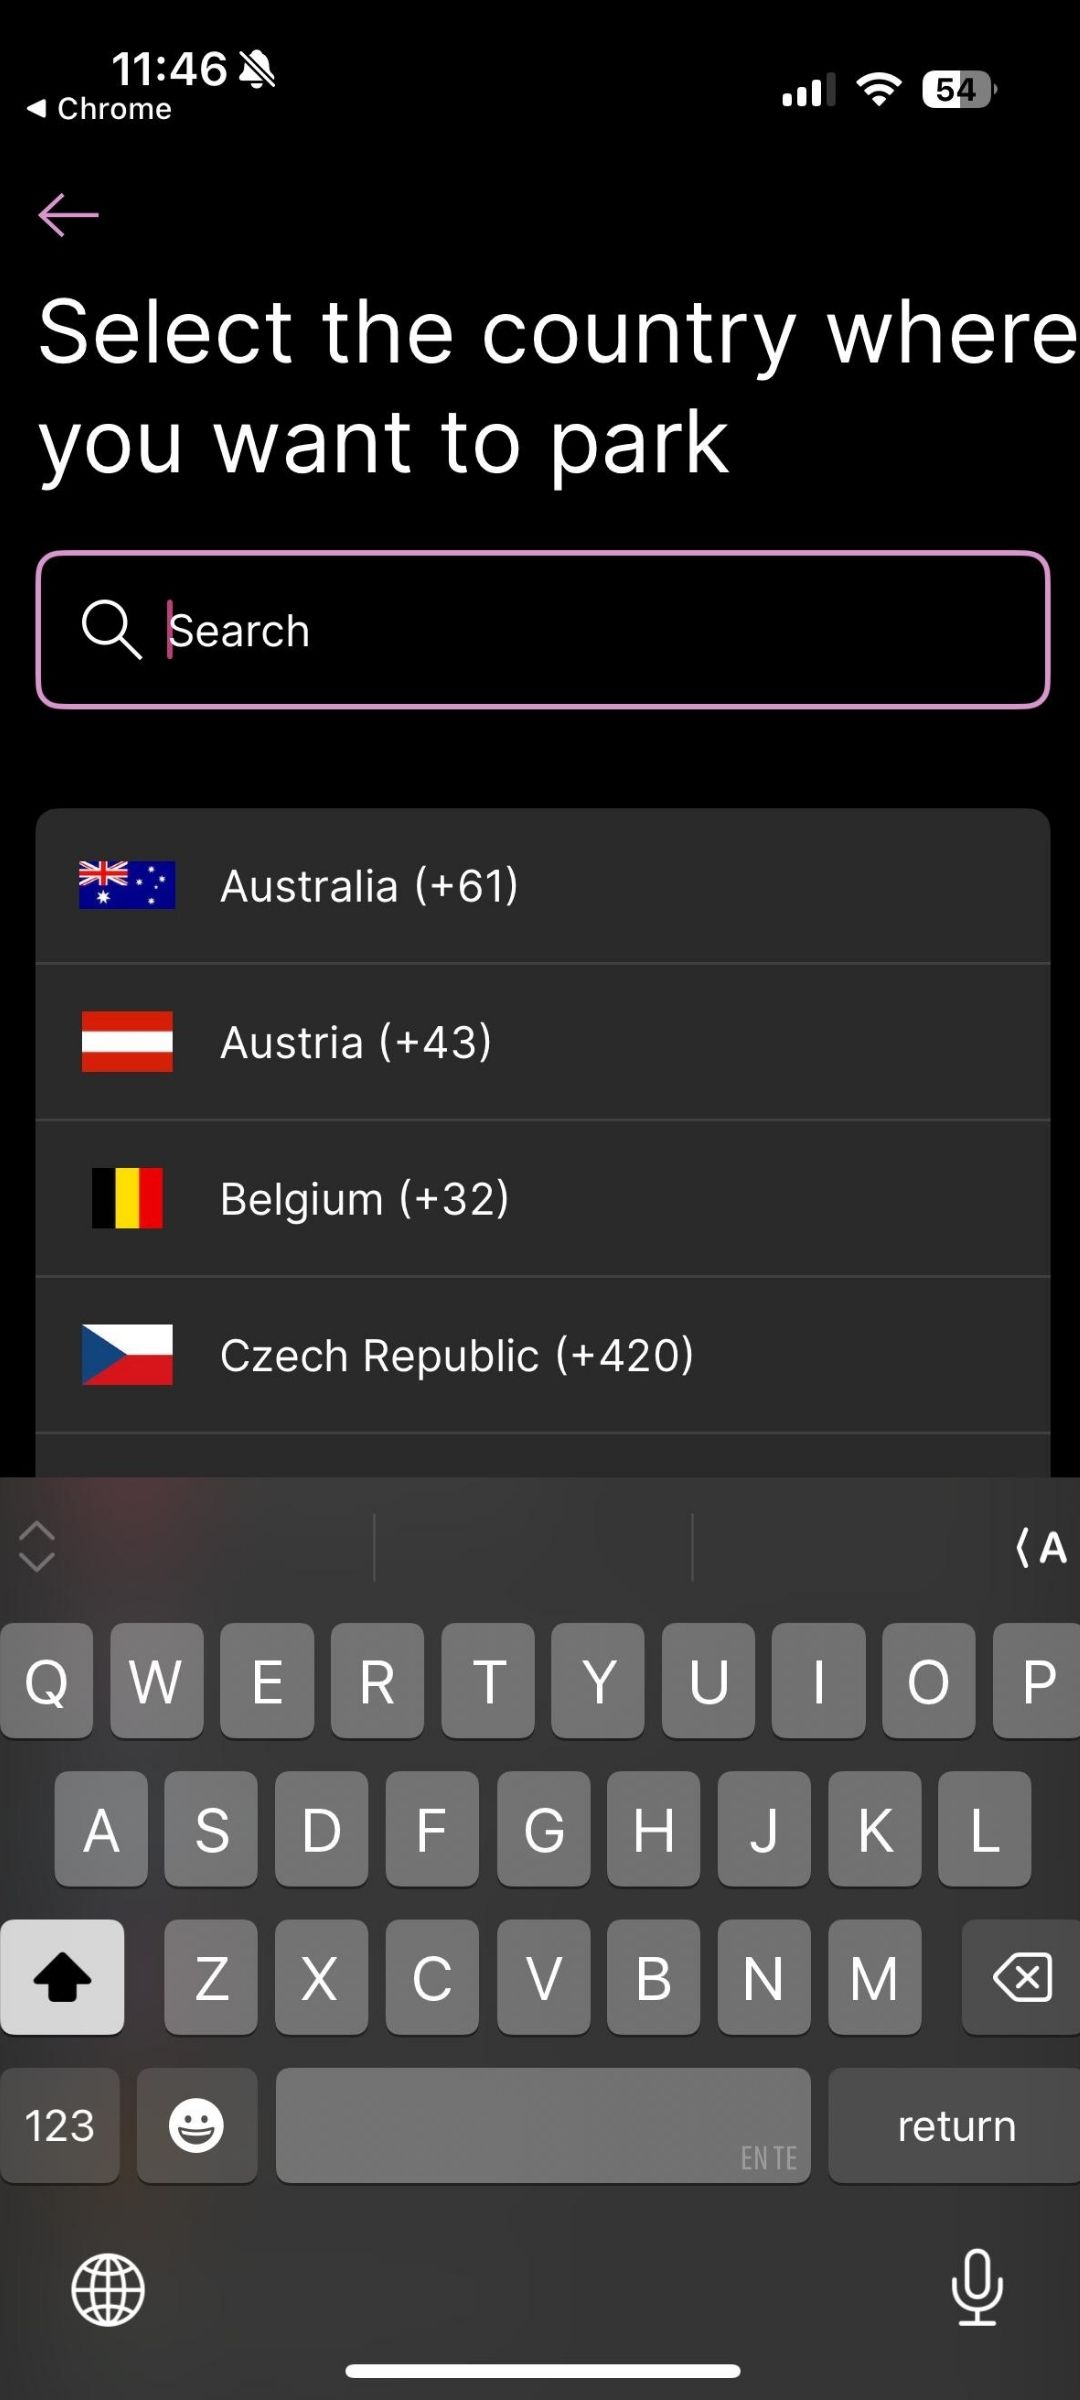 11:46
◀ Chrome
54
Select the country where
you want to park
Search
Australia (+61)
Austria (+43)
Belgium (+32)
Czech Republic (+420)
A
Q W E R T Y U I O P
A S D F G H J K L
Z X C V B N M
123
EN TE
return